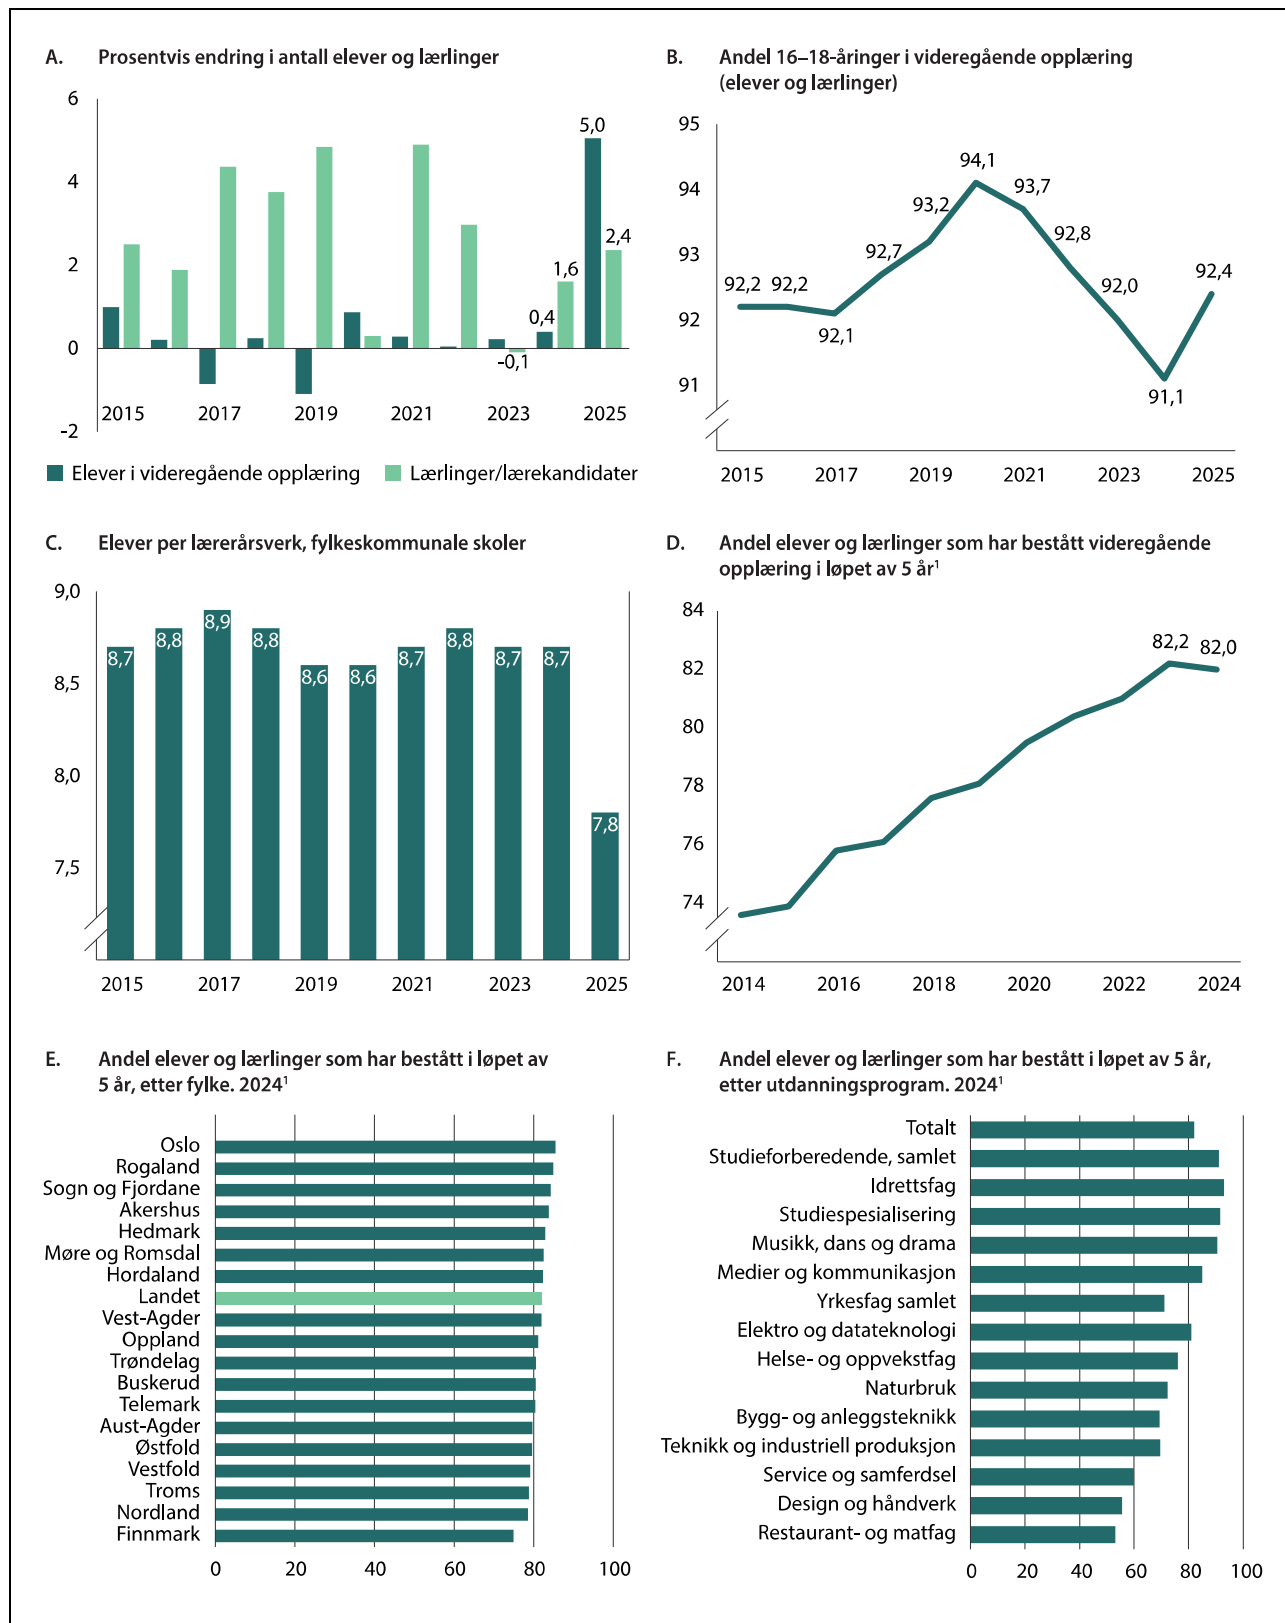 A. Prosentvis endring i antall elever og lærlinger
6
4
2
0
-2
5,0
2,4
1,6
0,4
-0,1
2015 2017 2019 2021 2023 2025
Elever i videregående opplæring Lærlinger/lærekandidater
B. Andel 16–18-åringer i videregående opplæring
(elever og lærlinger)
95
94
93
92
91
92,2 92,2 92,1 92,7 93,2 94,1 93,7 92,8 92,0 91,1 92,4
2015 2017 2019 2021 2023 2025
C. Elever per lærerårsverk, fylkeskommunale skoler
9,0
8,5
8,0
7,5
8,7 8,8 8,9 8,8 8,6 8,6 8,7 8,8 8,7 8,7 7,8
2015 2017 2019 2021 2023 2025
D. Andel elever og lærlinger som har bestått videregående
opplæring i løpet av 5 år¹
84
82
80
78
76
74
82,2 82,0
2014 2016 2018 2020 2022 2024
E. Andel elever og lærlinger som har bestått i løpet av
5 år, etter fylke. 2024¹
Oslo
Rogaland
Sogn og Fjordane
Akershus
Hedmark
Møre og Romsdal
Hordaland
Landet
Vest-Agder
Oppland
Trøndelag
Buskerud
Telemark
Aust-Agder
Østfold
Vestfold
Troms
Nordland
Finnmark
0 20 40 60 80 100
F. Andel elever og lærlinger som har bestått i løpet av 5 år,
etter utdanningsprogram. 2024¹
Totalt
Studieforberedende, samlet
Idrettsfag
Studiespesialisering
Musikk, dans og drama
Medier og kommunikasjon
Yrkesfag samlet
Elektro og datateknologi
Helse- og oppvekstfag
Naturbruk
Bygg- og anleggsteknikk
Teknikk og industriell produksjon
Service og samferdsel
Design og håndverk
Restaurant- og matfag
0 20 40 60 80 100